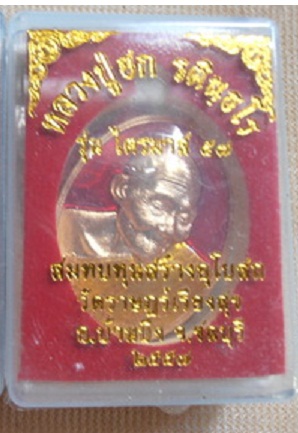 หลวงปู่ฮก รตินฺธโร
รุ่น ไตรมาส ๕๗
สมทบทุนสร้างอุโบสถ
วัดราษฎร์เรืองสุข
อ.บ้านบึง จ.ชลบุรี
๒๕๕๗